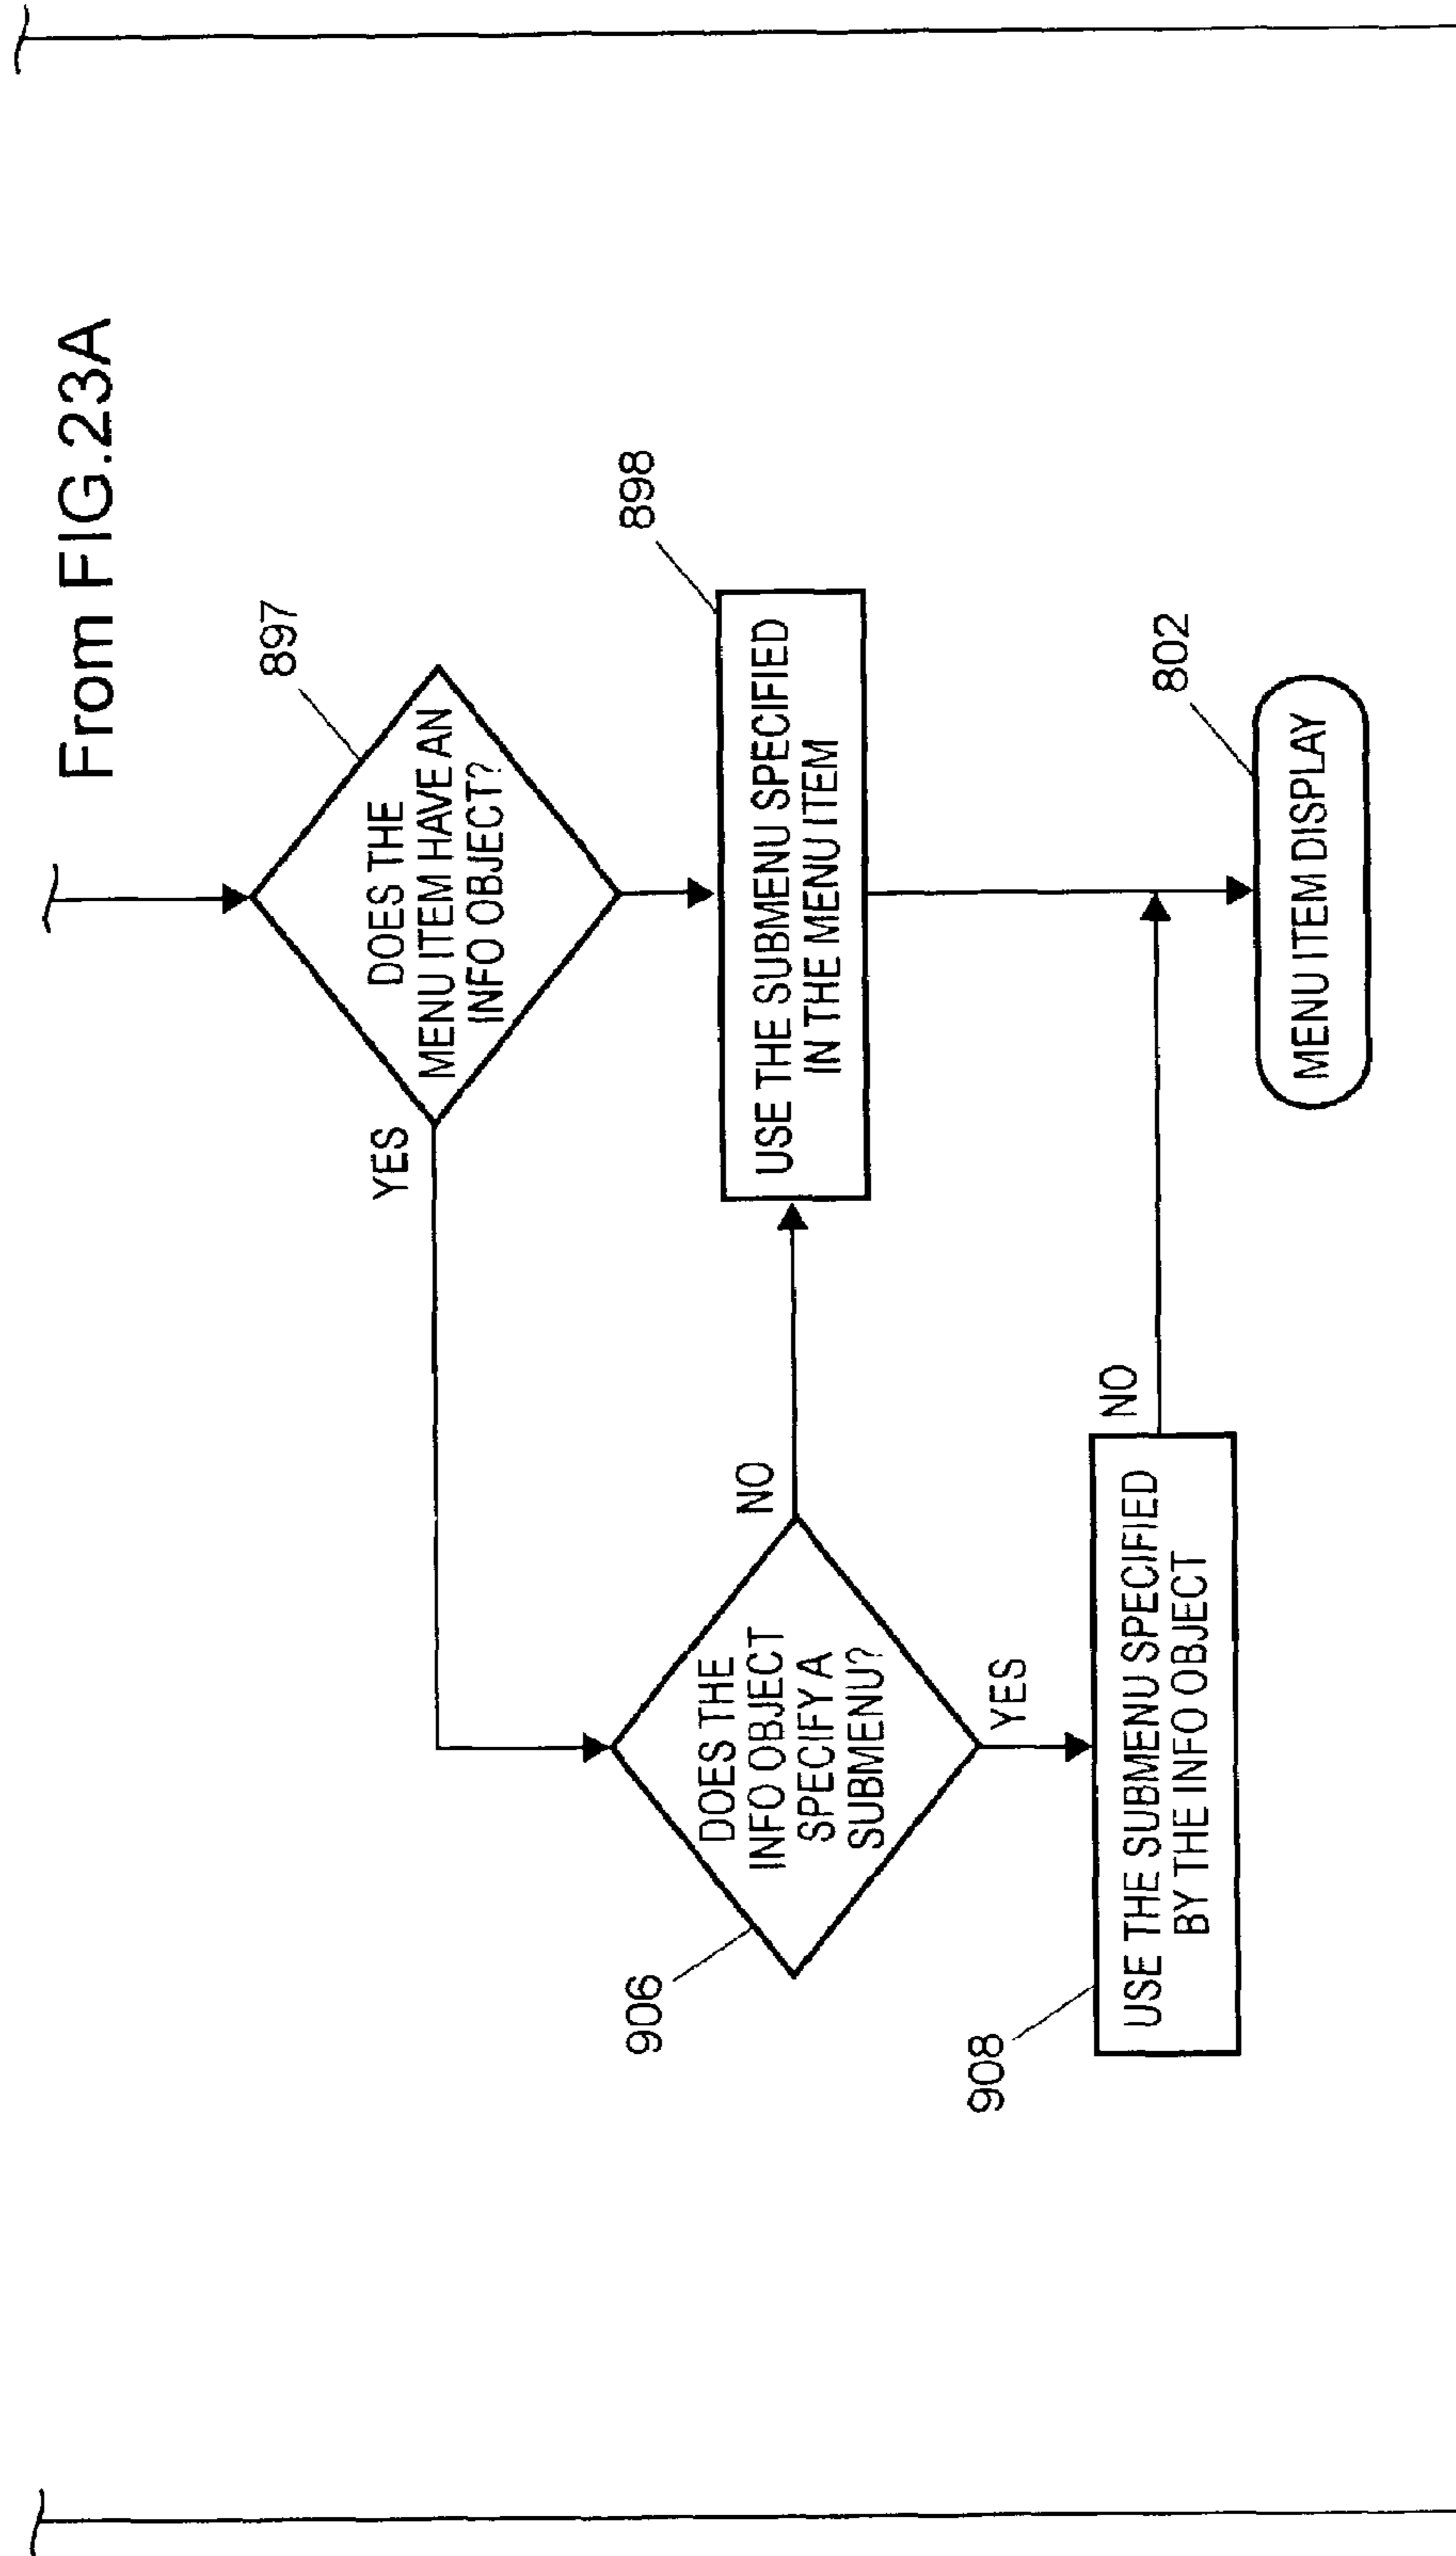 From FIG.23A
897
DOES THE
MENU ITEM HAVE AN
INFO OBJECT?
YES
898
USE THE SUBMENU SPECIFIED
IN THE MENU ITEM
906
DOES THE
INFO OBJECT
SPECIFY A
SUBMENU?
NO
YES
908
USE THE SUBMENU SPECIFIED
BY THE INFO OBJECT
NO
802
MENU ITEM DISPLAY